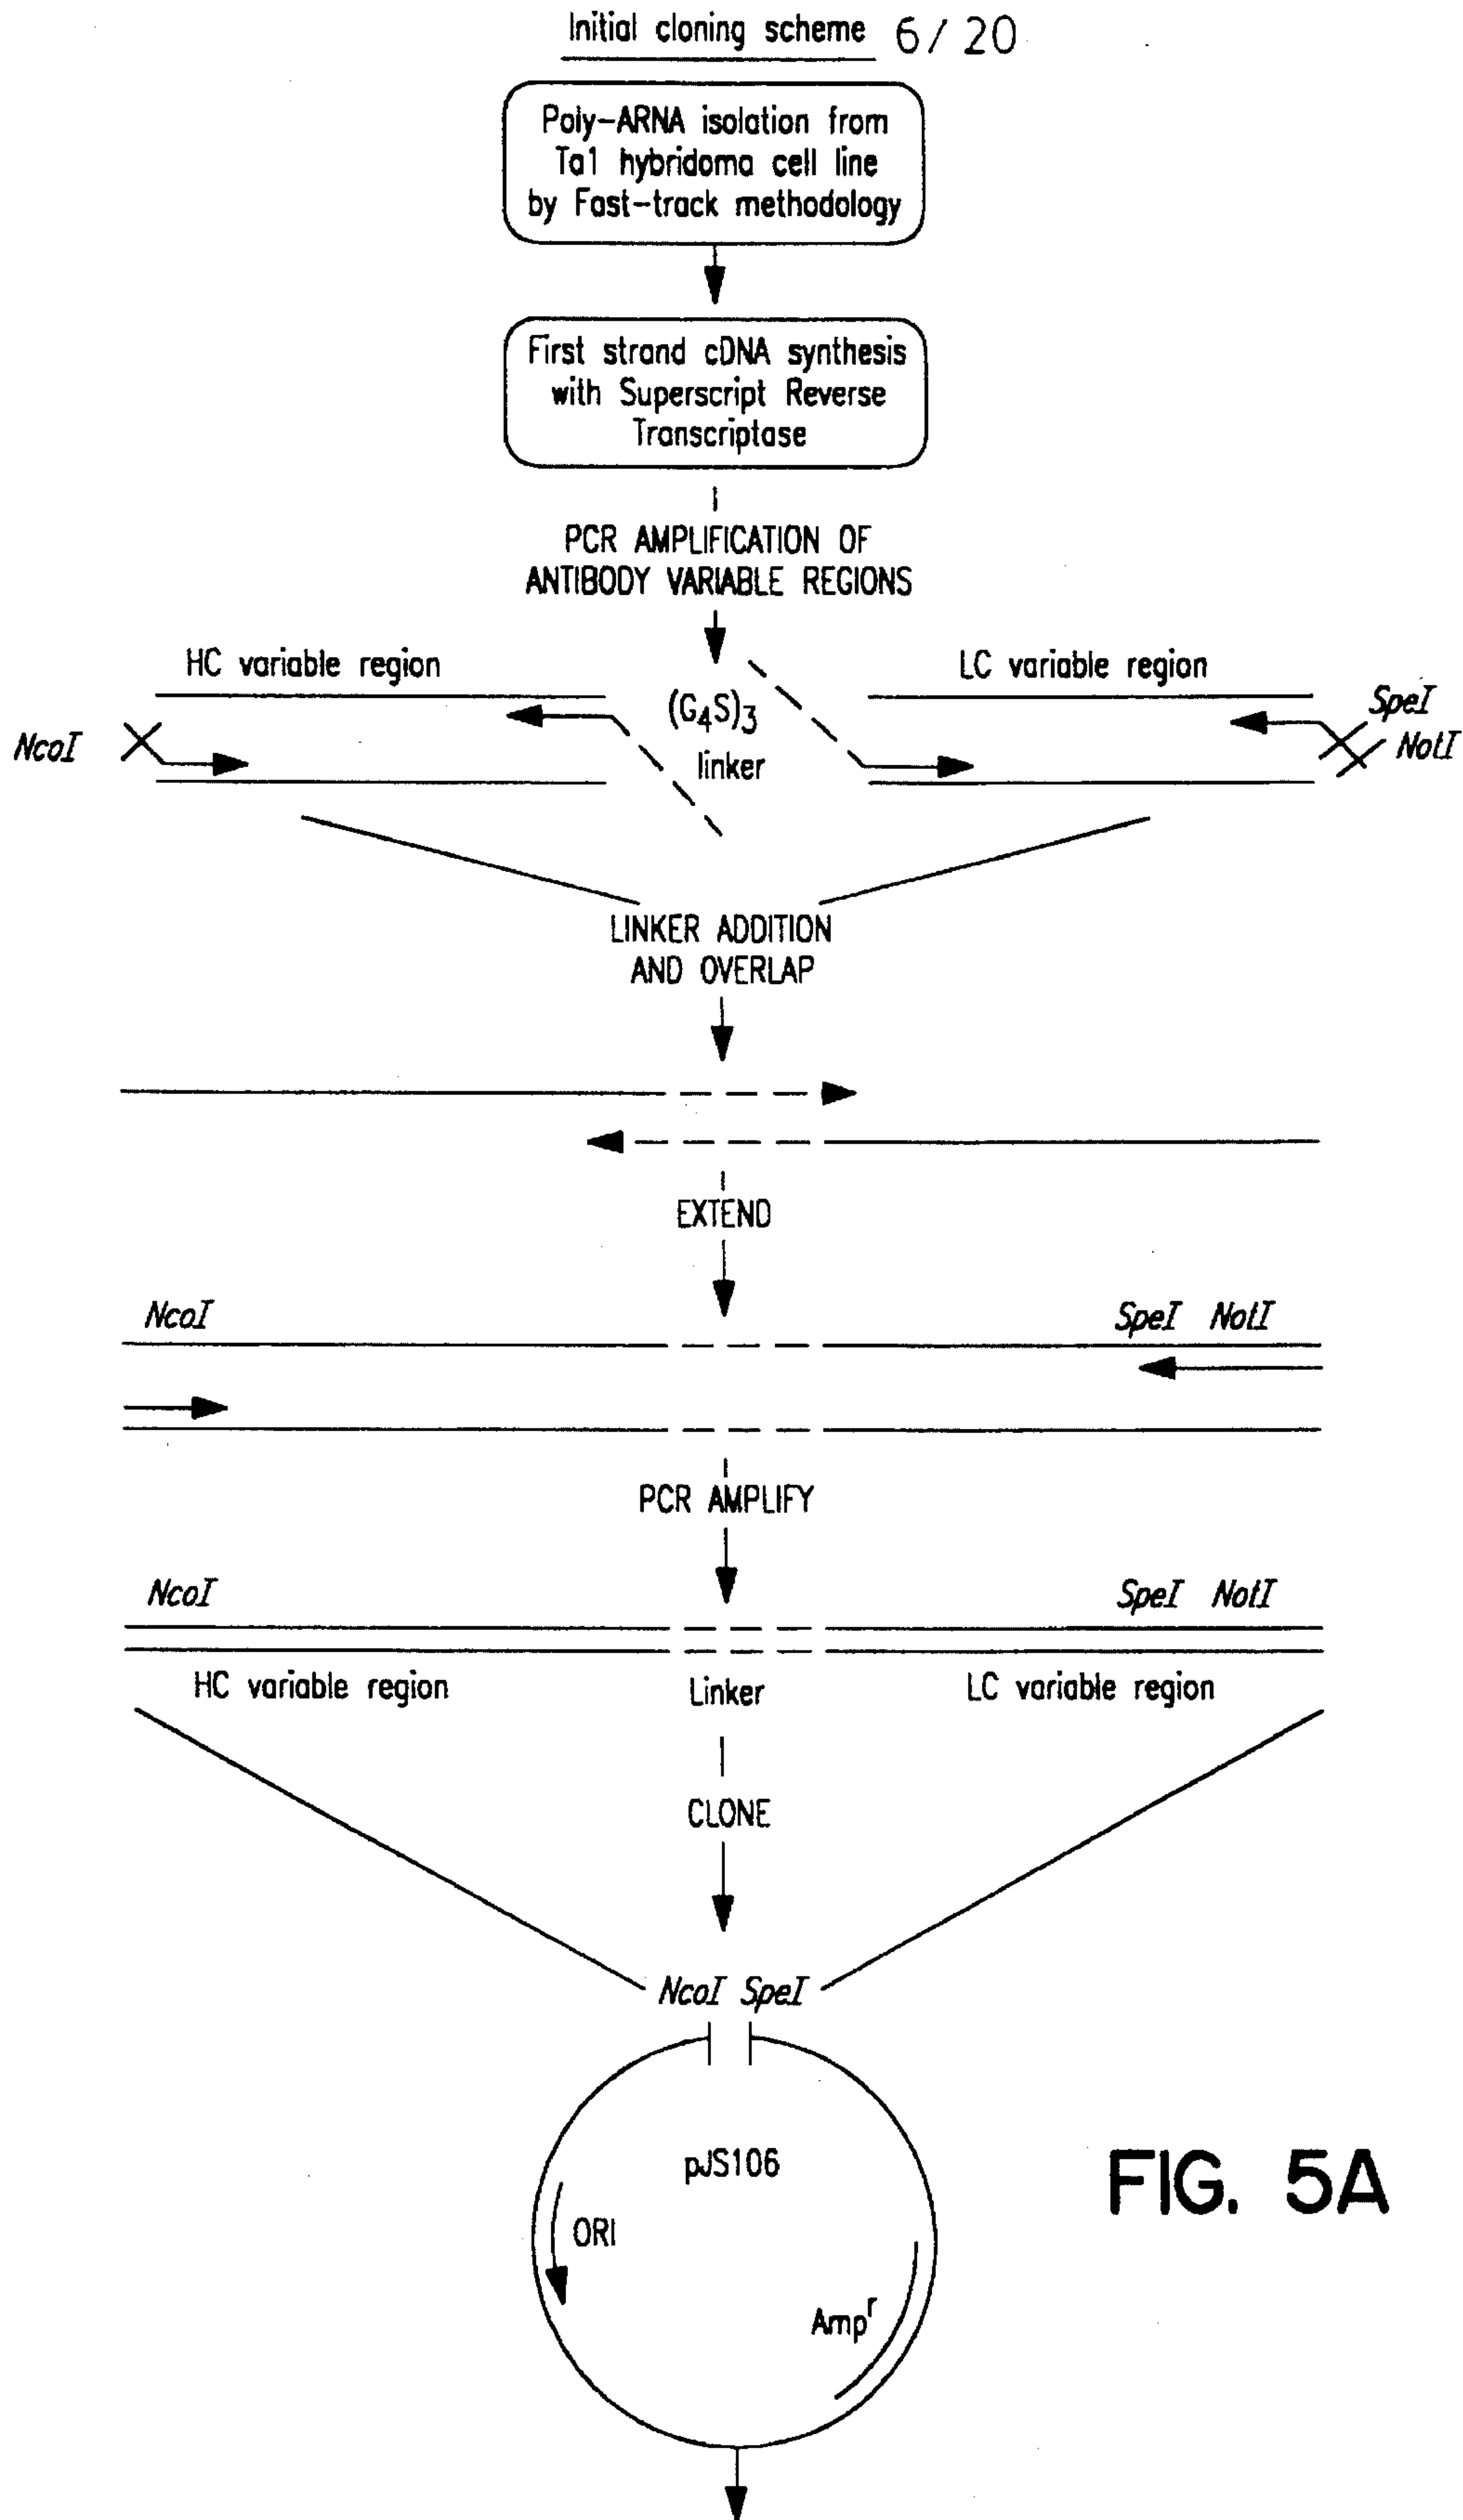 Initial cloning scheme 6/20
Poly-ARNA isolation from
Ta1 hybridoma cell line
by Fast-track methodology
First strand cDNA synthesis
with Superscript Reverse
Transcriptase
PCR AMPLIFICATION OF
ANTIBODY VARIABLE REGIONS
HC variable region
LC variable region
(G4S)3
linker
NcoI
SpeI
NotI
LINKER ADDITION
AND OVERLAP
EXTEND
NcoI
SpeI NotI
PCR AMPLIFY
NcoI
SpeI NotI
HC variable region
Linker
LC variable region
CLONE
NcoI SpeI
pJS106
ORI
Ampr
FIG. 5A